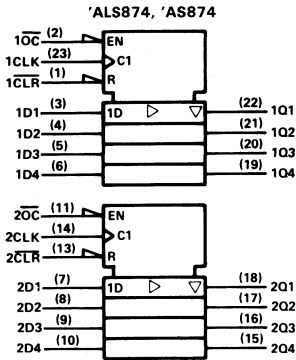 'ALS874, 'AS874
1OC (2) EN
1CLK (23) C1
1CLR (1) R
1D1 (3) 1D (22) 1Q1
1D2 (4) (21) 1Q2
1D3 (5) (20) 1Q3
1D4 (6) (19) 1Q4
2OC (11) EN
2CLK (14) C1
2CLR (13) R
2D1 (7) 1D (18) 2Q1
2D2 (8) (17) 2Q2
2D3 (9) (16) 2Q3
2D4 (10) (15) 2Q4